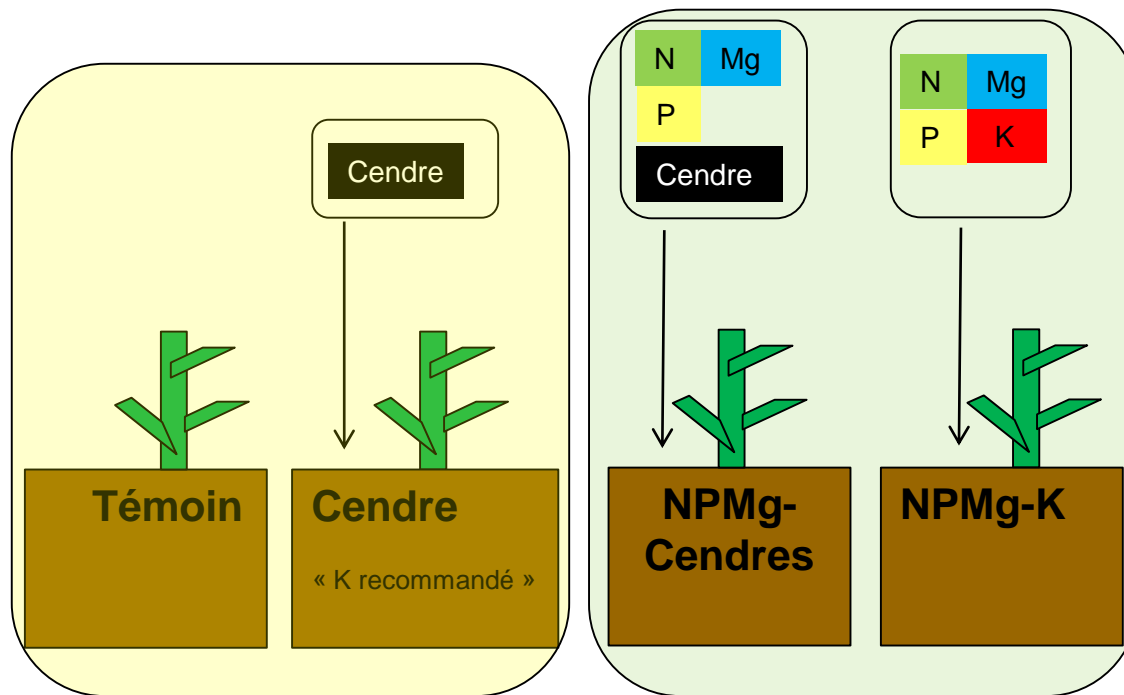 Cendre
Témoin
Cendre
« K recommandé »
N Mg
P
Cendre
NPMg-
Cendres
N Mg
P K
NPMg-K